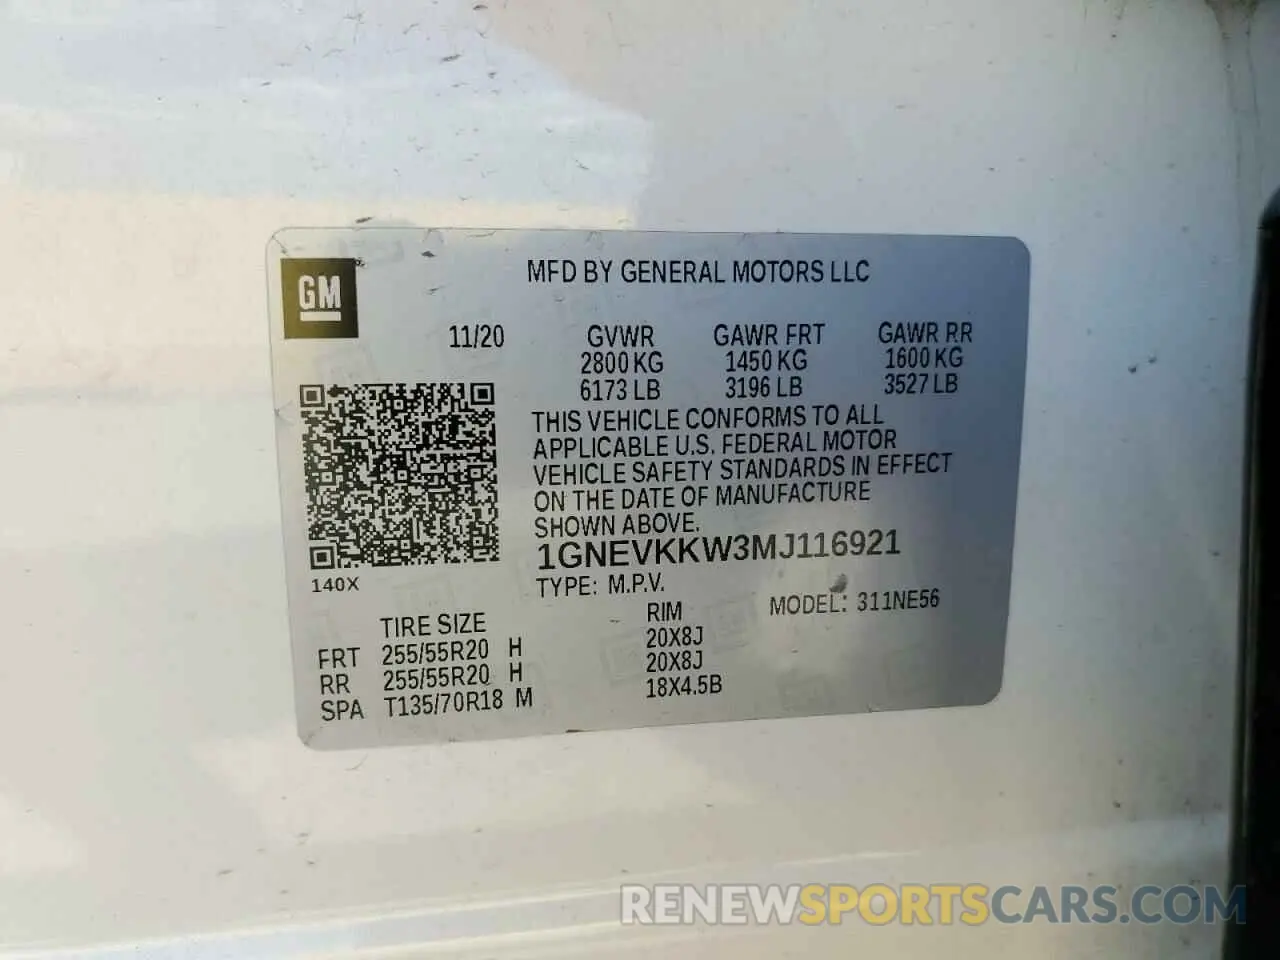 GM
MFD BY GENERAL MOTORS LLC
11/20 GVWR GAWR FRT GAWR RR
2800 KG 1450 KG 1600 KG
6173 LB 3196 LB 3527 LB
THIS VEHICLE CONFORMS TO ALL
APPLICABLE U.S. FEDERAL MOTOR
VEHICLE SAFETY STANDARDS IN EFFECT
ON THE DATE OF MANUFACTURE
SHOWN ABOVE.
1GNEVKKW3MJ116921
140X
TYPE: M.P.V.
MODEL: 311NE56
TIRE SIZE RIM
FRT 255/55R20 H 20X8J
RR 255/55R20 H 20X8J
SPA T135/70R18 M 18X4.5B
RENEWSPORTSCARS.COM